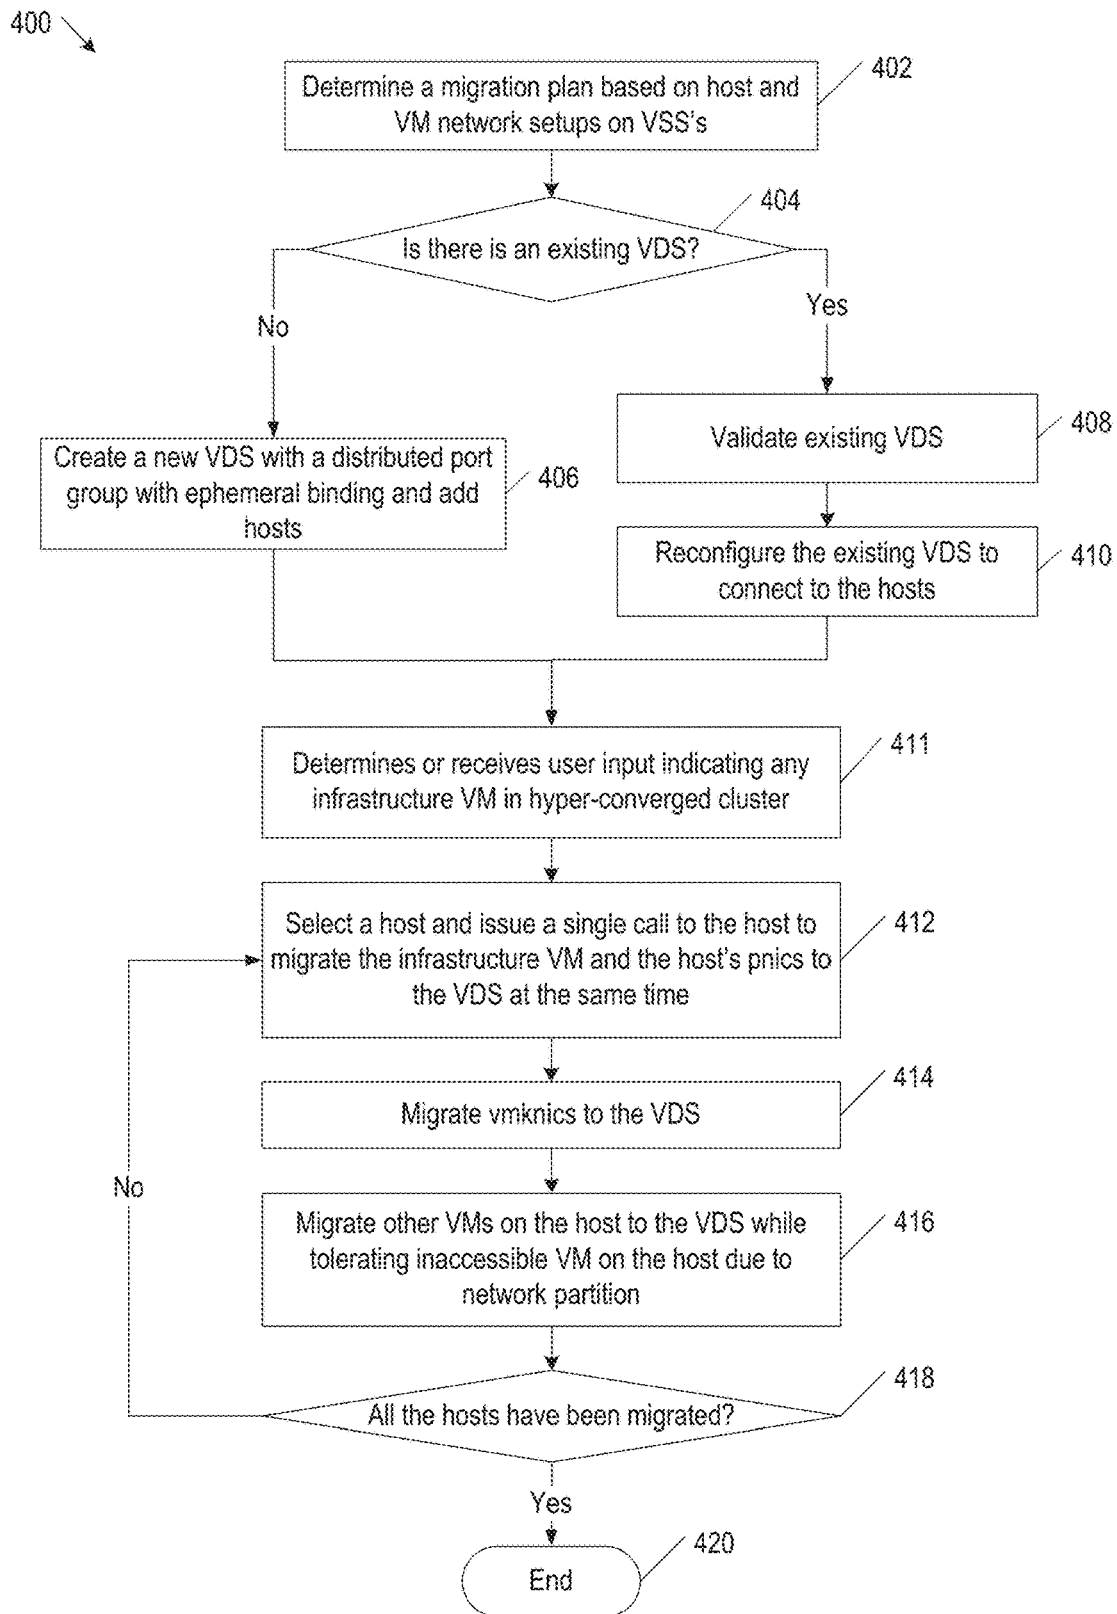 400
Determine a migration plan based on host and
VM network setups on VSS's
402
404
Is there is an existing VDS?
No
Yes
Validate existing VDS
408
Create a new VDS with a distributed port
group with ephemeral binding and add
hosts
406
Reconfigure the existing VDS to
connect to the hosts
410
411
Determines or receives user input indicating any
infrastructure VM in hyper-converged cluster
Select a host and issue a single call to the host to
migrate the infrastructure VM and the host's pnics to
the VDS at the same time
412
414
Migrate vmknics to the VDS
No
Migrate other VMs on the host to the VDS while
tolerating inaccessible VM on the host due to
network partition
416
418
All the hosts have been migrated?
Yes
420
End